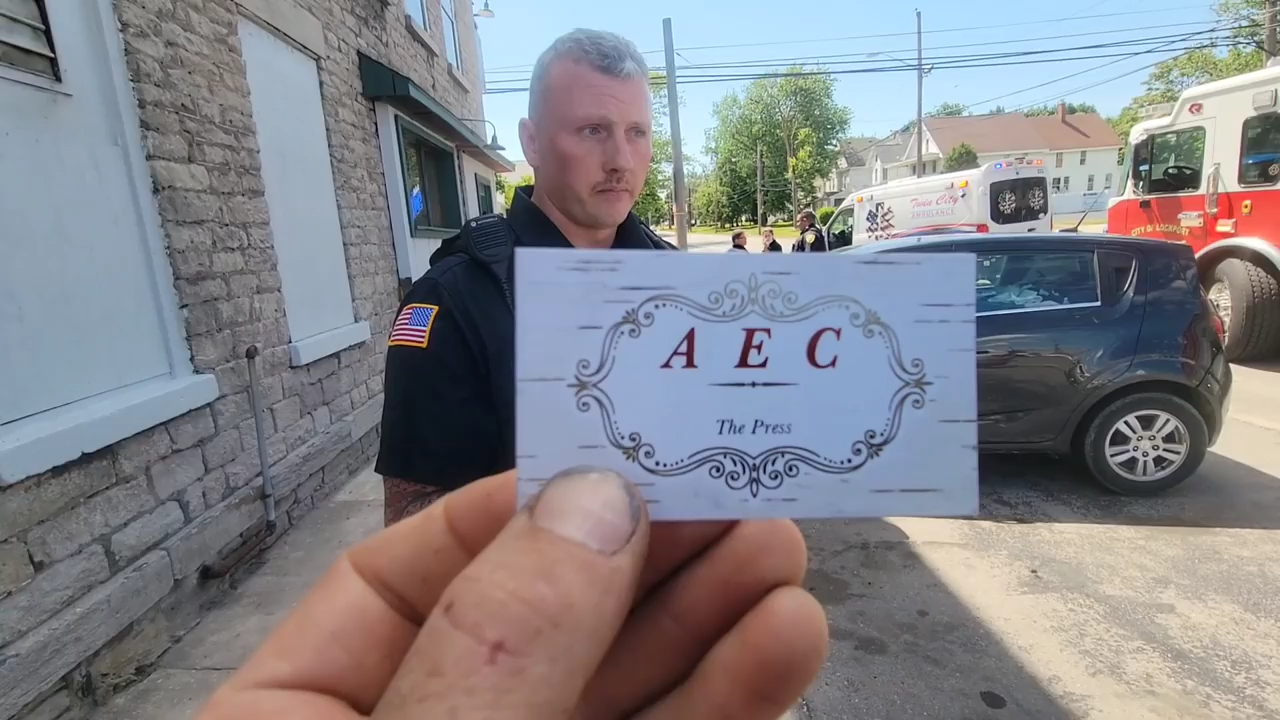 A E C
The Press
Twin City
AMBULANCE
CITY OF LOCKPORT